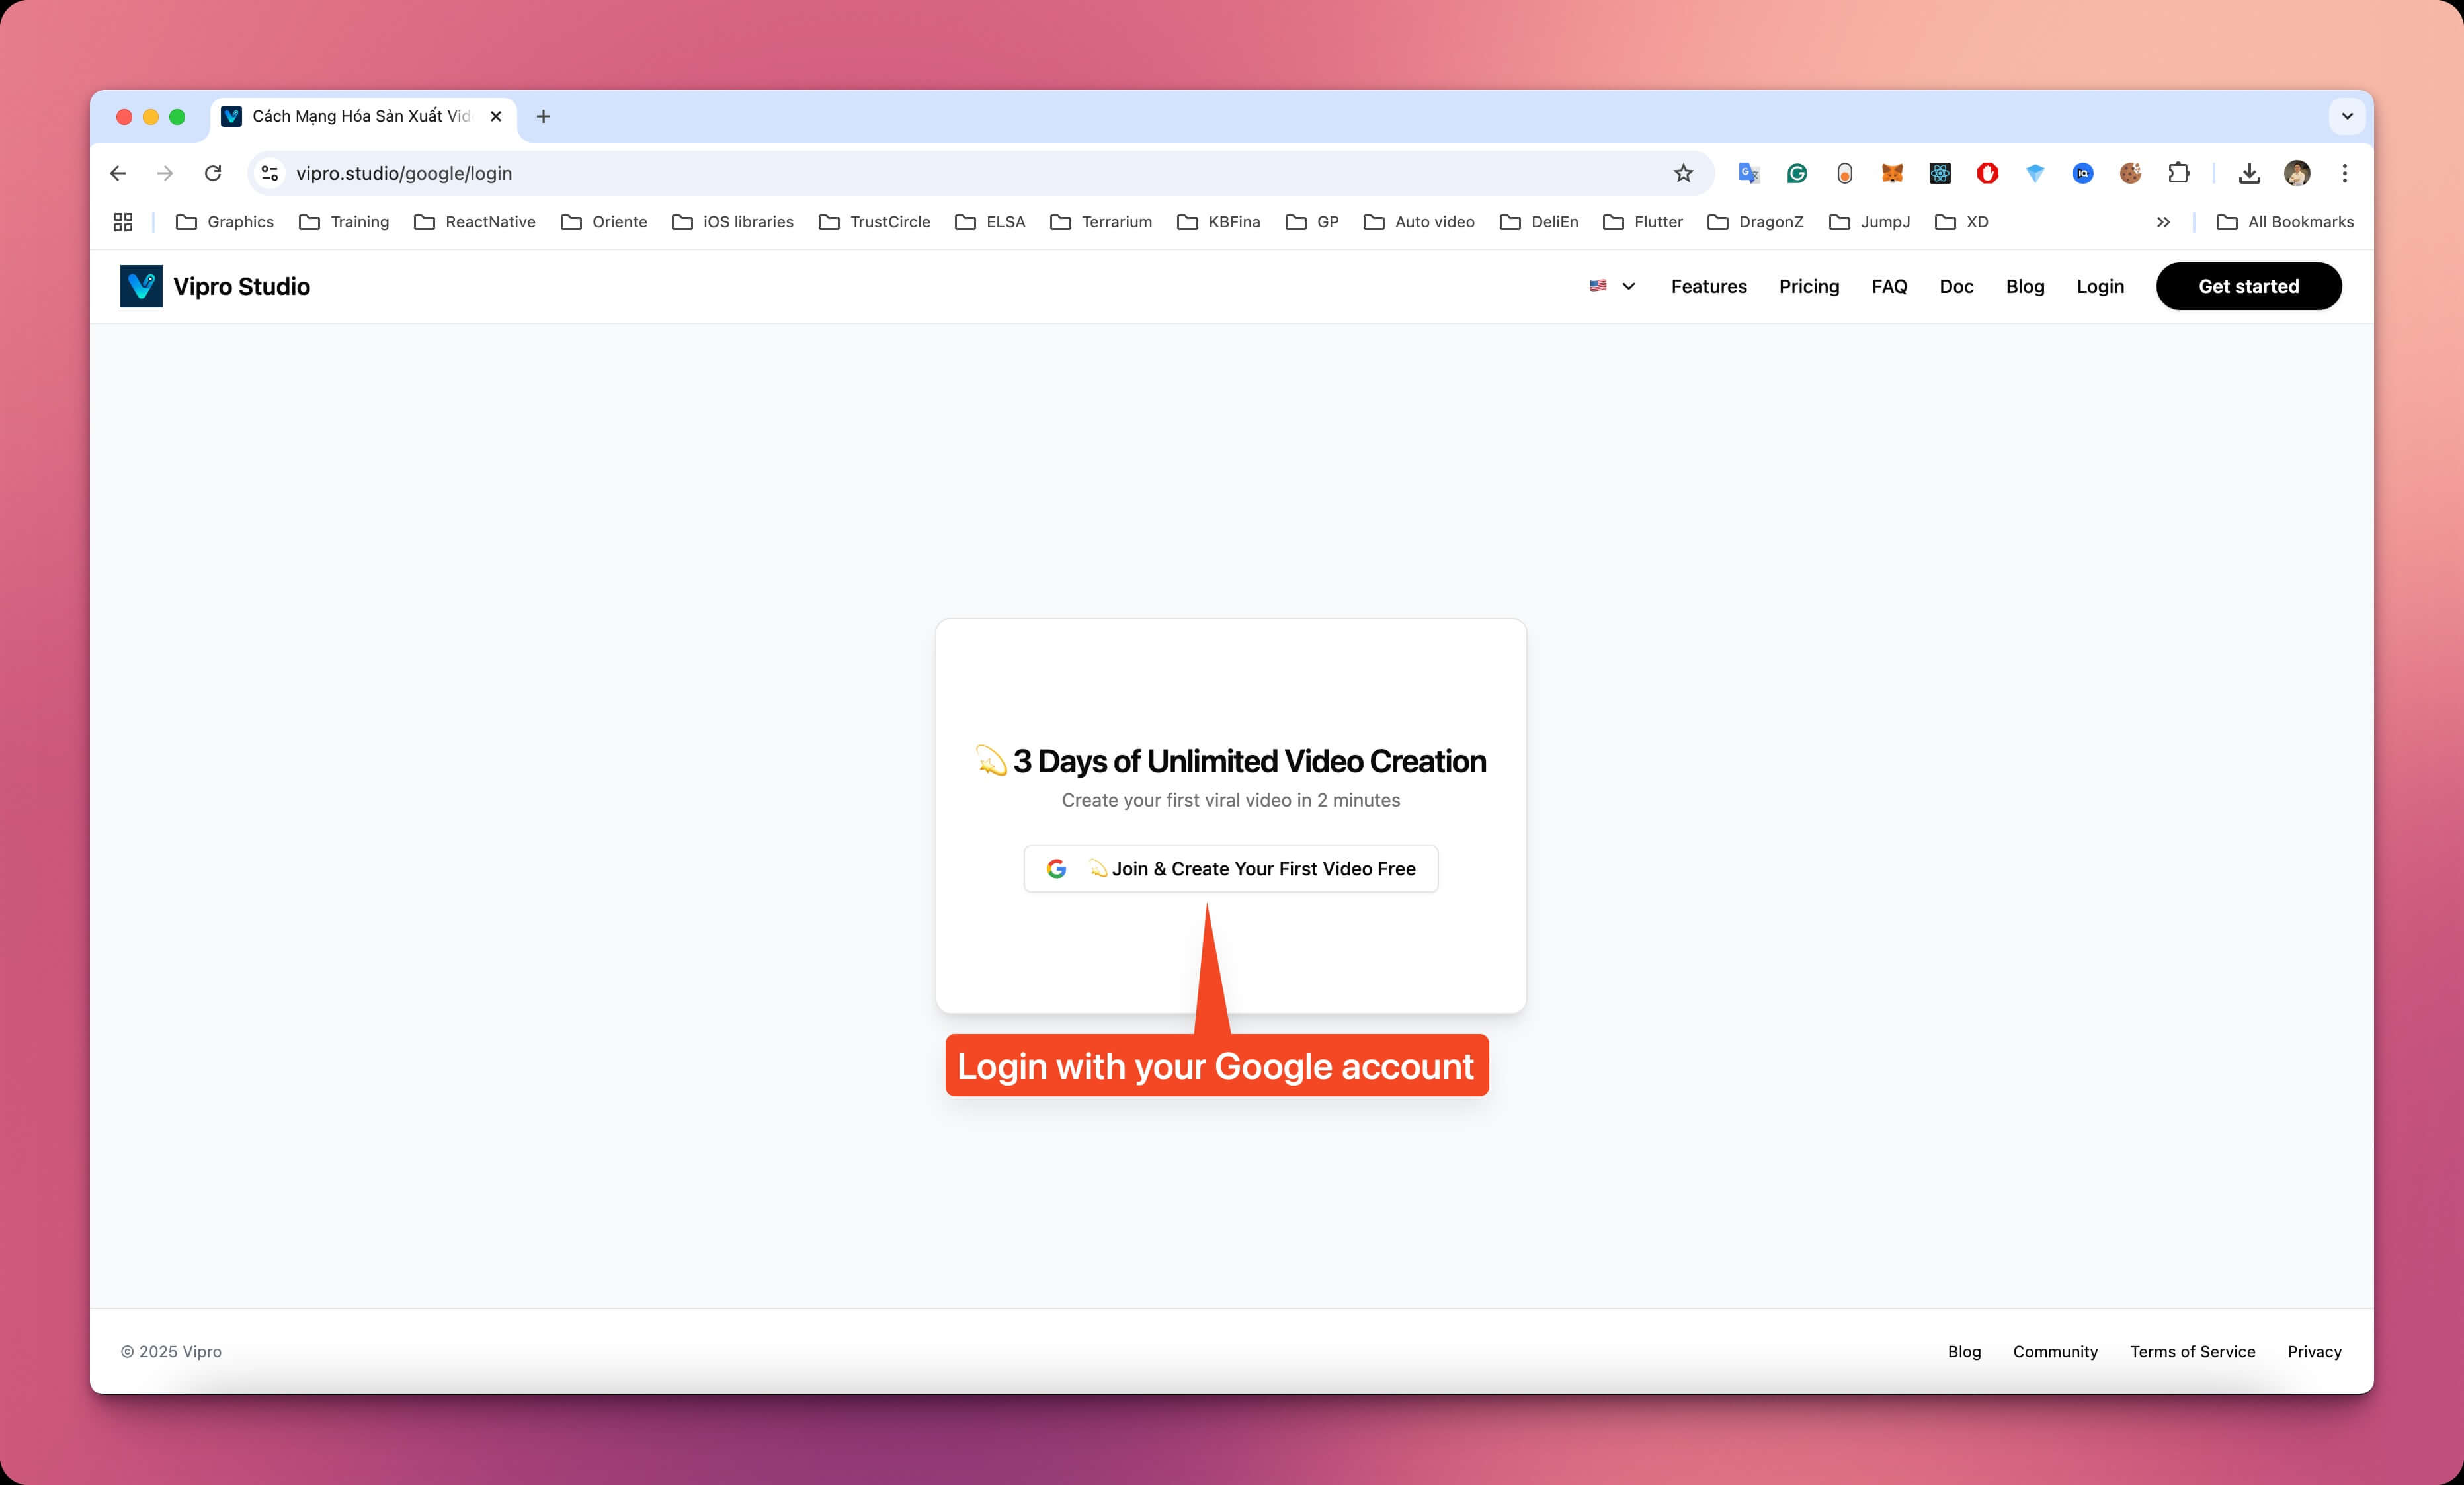 Cách Mạng Hóa Sản Xuất Vid
vipro.studio/google/login
Graphics Training ReactNative Oriente iOS libraries TrustCircle ELSA Terrarium KBFina GP Auto video DeliEn Flutter DragonZ JumpJ XD All Bookmarks
Vipro Studio Features Pricing FAQ Doc Blog Login Get started
3 Days of Unlimited Video Creation
Create your first viral video in 2 minutes
Join & Create Your First Video Free
Login with your Google account
© 2025 Vipro Blog Community Terms of Service Privacy